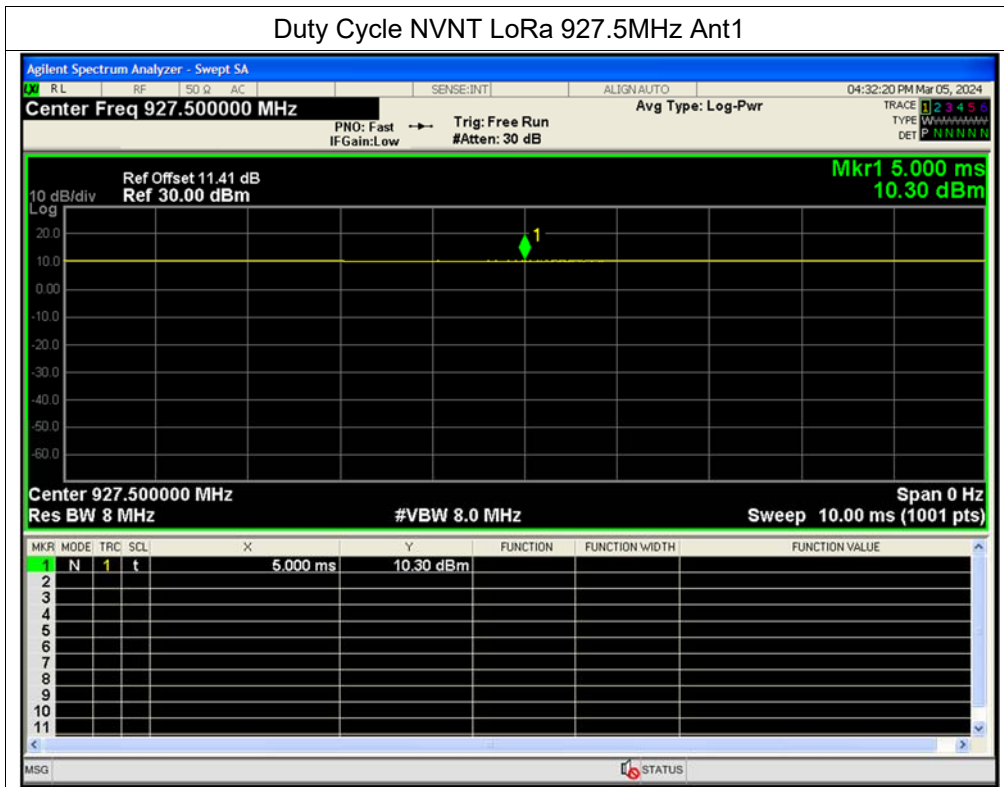 Duty Cycle NVNT LoRa 927.5MHz Ant1
Agilent Spectrum Analyzer - Swept SA
LXI RL RF 50 Ω AC SENSE:INT ALIGN AUTO 04:32:20 PM Mar 05, 2024
Center Freq 927.500000 MHz
PNO: Fast
IFGain:Low
Trig: Free Run
#Atten: 30 dB
Avg Type: Log-Pwr
TRACE 1 2 3 4 5 6
TYPE W
DET P N N N N N
Mkr1 5.000 ms
10.30 dBm
Ref Offset 11.41 dB
10 dB/div Ref 30.00 dBm
Log
20.0
1
10.0
0.00
-10.0
-20.0
-30.0
-40.0
-50.0
-60.0
Center 927.500000 MHz Span 0 Hz
Res BW 8 MHz #VBW 8.0 MHz Sweep 10.00 ms (1001 pts)
MKR MODE TRC SCL X Y FUNCTION FUNCTION WIDTH FUNCTION VALUE
1 N 1 t 5.000 ms 10.30 dBm
2
3
4
5
6
7
8
9
10
11
MSG STATUS